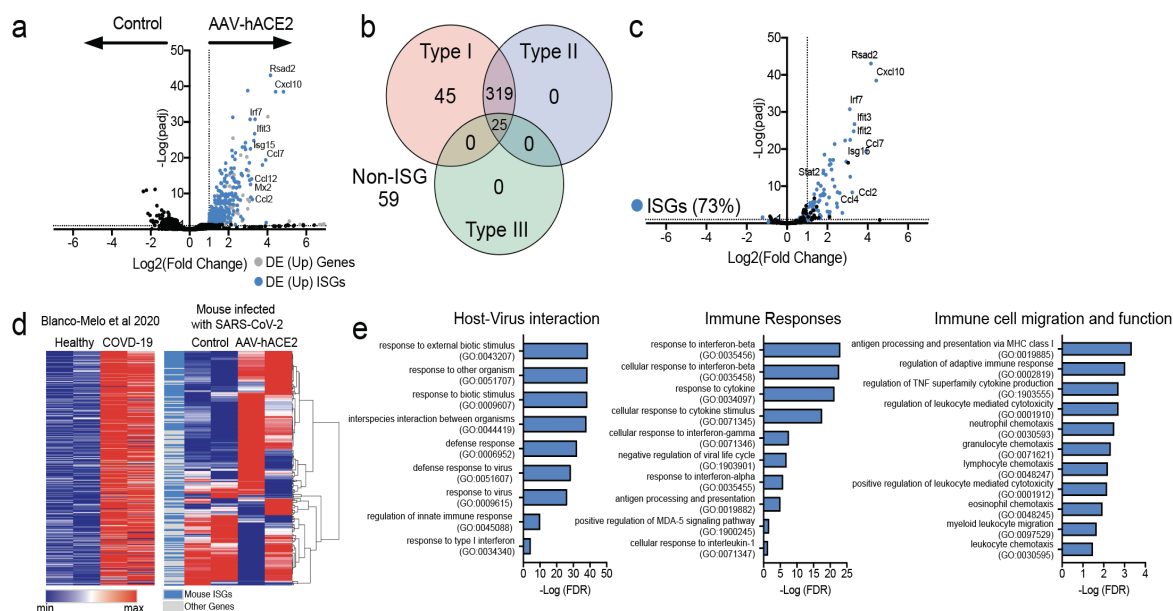 a
Control
AAV-hACE2
50
40
30
20
10
-Log(padj)
Rsad2
Cxcl10
Irf7
Ifit3
Isg15
Ccl7
Ccl12
Mx2
Ccl2
-6
-4
-2
0
2
4
6
Log2(Fold Change)
DE (Up) Genes
DE (Up) ISGs
b
Type I
Type II
45
319
0
25
0
0
0
Type III
Non-ISG
59
c
50
40
30
20
10
-Log(padj)
Rsad2
Cxcl10
Irf7
Ifit3
Ifit2
Ccl7
Stat2
Ccl2
Ccl4
ISGs (73%)
-6
-4
-2
0
1
2
4
6
Log2(Fold Change)
d
Blanco-Melo et al 2020
Healthy
COVD-19
Mouse infected
with SARS-CoV-2
Control
AAV-hACE2
min
max
Mouse ISGs
Other Genes
e
Host-Virus interaction
response to external biotic stimulus
(GO:0043207)
response to other organism
(GO:0051707)
response to biotic stimulus
(GO:0009607)
interspecies interaction between organisms
(GO:0044419)
defense response
(GO:0006952)
defense response to virus
(GO:0051607)
response to virus
(GO:0009615)
regulation of innate immune response
(GO:0045088)
response to type I interferon
(GO:0034340)
0 10 20 30 40 50
-Log (FDR)
Immune Responses
response to interferon-beta
(GO:0035456)
cellular response to interferon-beta
(GO:0035458)
response to cytokine
(GO:0034097)
cellular response to cytokine stimulus
(GO:0071345)
cellular response to interferon-gamma
(GO:0071346)
negative regulation of viral life cycle
(GO:1903901)
response to interferon-alpha
(GO:0035455)
antigen processing and presentation
(GO:0019882)
positive regulation of MDA-5 signaling pathway
(GO:1900245)
cellular response to interleukin-1
(GO:0071347)
0 5 10 15 20 25
-Log (FDR)
Immune cell migration and function
antigen processing and presentation via MHC class I
(GO:0019885)
regulation of adaptive immune response
(GO:0002819)
regulation of TNF superfamily cytokine production
(GO:1903555)
regulation of leukocyte mediated cytotoxicity
(GO:0001910)
neutrophil chemotaxis
(GO:0030593)
granulocyte chemotaxis
(GO:0071621)
lymphocyte chemotaxis
(GO:0048247)
positive regulation of leukocyte mediated cytotoxicity
(GO:0001912)
eosinophil chemotaxis
(GO:0048245)
myeloid leukocyte migration
(GO:0097529)
leukocyte chemotaxis
(GO:0030595)
0 1 2 3 4
-Log (FDR)